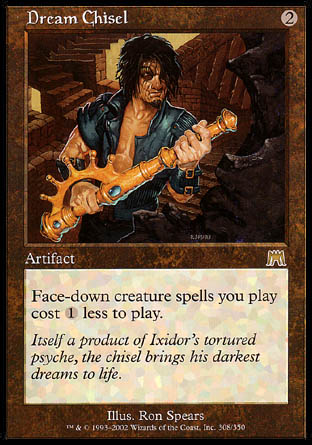 Dream Chisel 2
Artifact
Face-down creature spells you play
cost 1 less to play.
Itself a product of Ixidor's tortured
psyche, the chisel brings his darkest
dreams to life.
Illus. Ron Spears
™ & © 1993-2002 Wizards of the Coast, Inc. 308/350